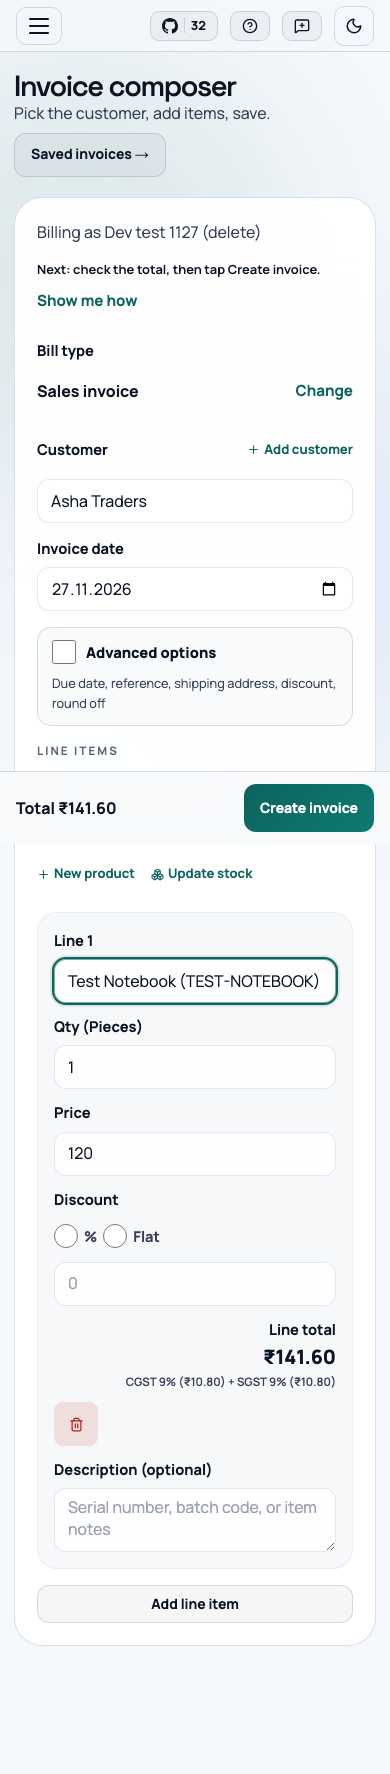 32
Invoice composer
Pick the customer, add items, save.
Saved invoices →
Billing as Dev test 1127 (delete)
Next: check the total, then tap Create invoice.
Show me how
Bill type
Sales invoice
Change
Customer
+ Add customer
Asha Traders
Invoice date
27.11.2026
Advanced options
Due date, reference, shipping address, discount,
round off
LINE ITEMS
Total ₹141.60
Create invoice
+ New product
Update stock
Line 1
Test Notebook (TEST-NOTEBOOK)
Qty (Pieces)
1
Price
120
Discount
%
Flat
0
Line total
₹141.60
CGST 9% (₹10.80) + SGST 9% (₹10.80)
Description (optional)
Serial number, batch code, or item
notes
Add line item